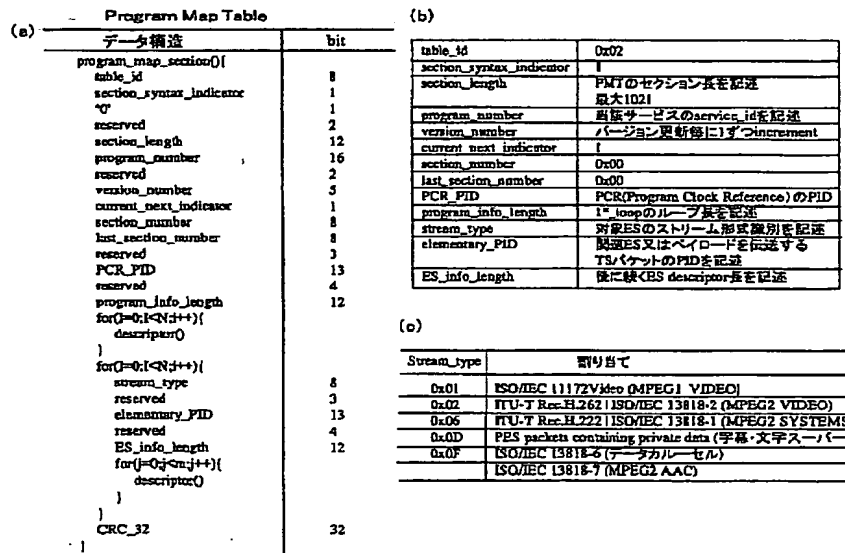 Program Map Table
(a)
データ構造 bit
program_map_section(){
table_id 8
section_syntax_indicator 1
"0" 1
reserved 2
section_length 12
program_number 16
reserved 2
version_number 5
current_next_indicator 1
section_number 8
last_section_number 8
reserved 3
PCR_PID 13
reserved 4
program_info_length 12
for(I=0;I<N;i++){
descriptor()
}
for(I=0;I<N;i++){
stream_type 8
reserved 3
elementary_PID 13
reserved 4
ES_info_length 12
for(j=0;j<m;j++){
descriptor()
}
}
CRC_32 32
}
(b)
table_id 0x02
section_syntax_indicator 1
section_length PMTのセクション長を記述
最大1021
program_number 当該サービスのservice_idを記述
version_number バージョン更新毎に1ずつincrement
current next indicator 1
section_number 0x00
last_section_number 0x00
PCR_PID PCR(Program Clock Reference) のPID
program_info_length 1st_loopのループ長を記述
stream_type 対象ESのストリーム形式識別を記述
elementary_PID 関連ES又はペイロードを伝送する
TSパケットのPIDを記述
ES_info_length 後に続くES descriptor長を記述
(c)
Stream_type 割り当て
0x01 ISO/IEC 11172Video (MPEG1 VIDEO)
0x02 ITU-T Rec.H.262 | ISO/IEC 13818-2 (MPEG2 VIDEO)
0x06 ITU-T Rec.H.222 | ISO/IEC 13818-1 (MPEG2 SYSTEMS
0x0D PES packets containing private data (字幕・文字スーパー
0x0F ISO/IEC 13818-6 (データカルーセル)
ISO/IEC 13818-7 (MPEG2 AAC)